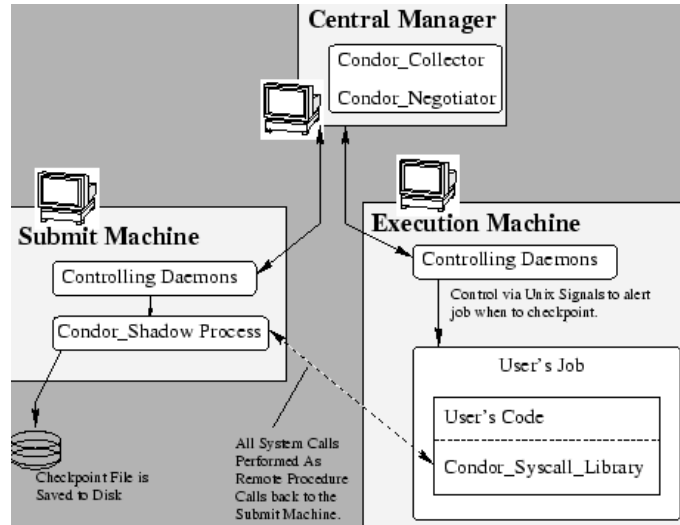 Central Manager
Condor_Collector
Condor_Negotiator
Submit Machine
Controlling Daemons
Condor_Shadow Process
Checkpoint File is
Saved to Disk
All System Calls
Performed As
Remote Procedure
Calls back to the
Submit Machine.
Execution Machine
Controlling Daemons
Control via Unix Signals to alert
job when to checkpoint.
User's Job
User's Code
Condor_Syscall_Library